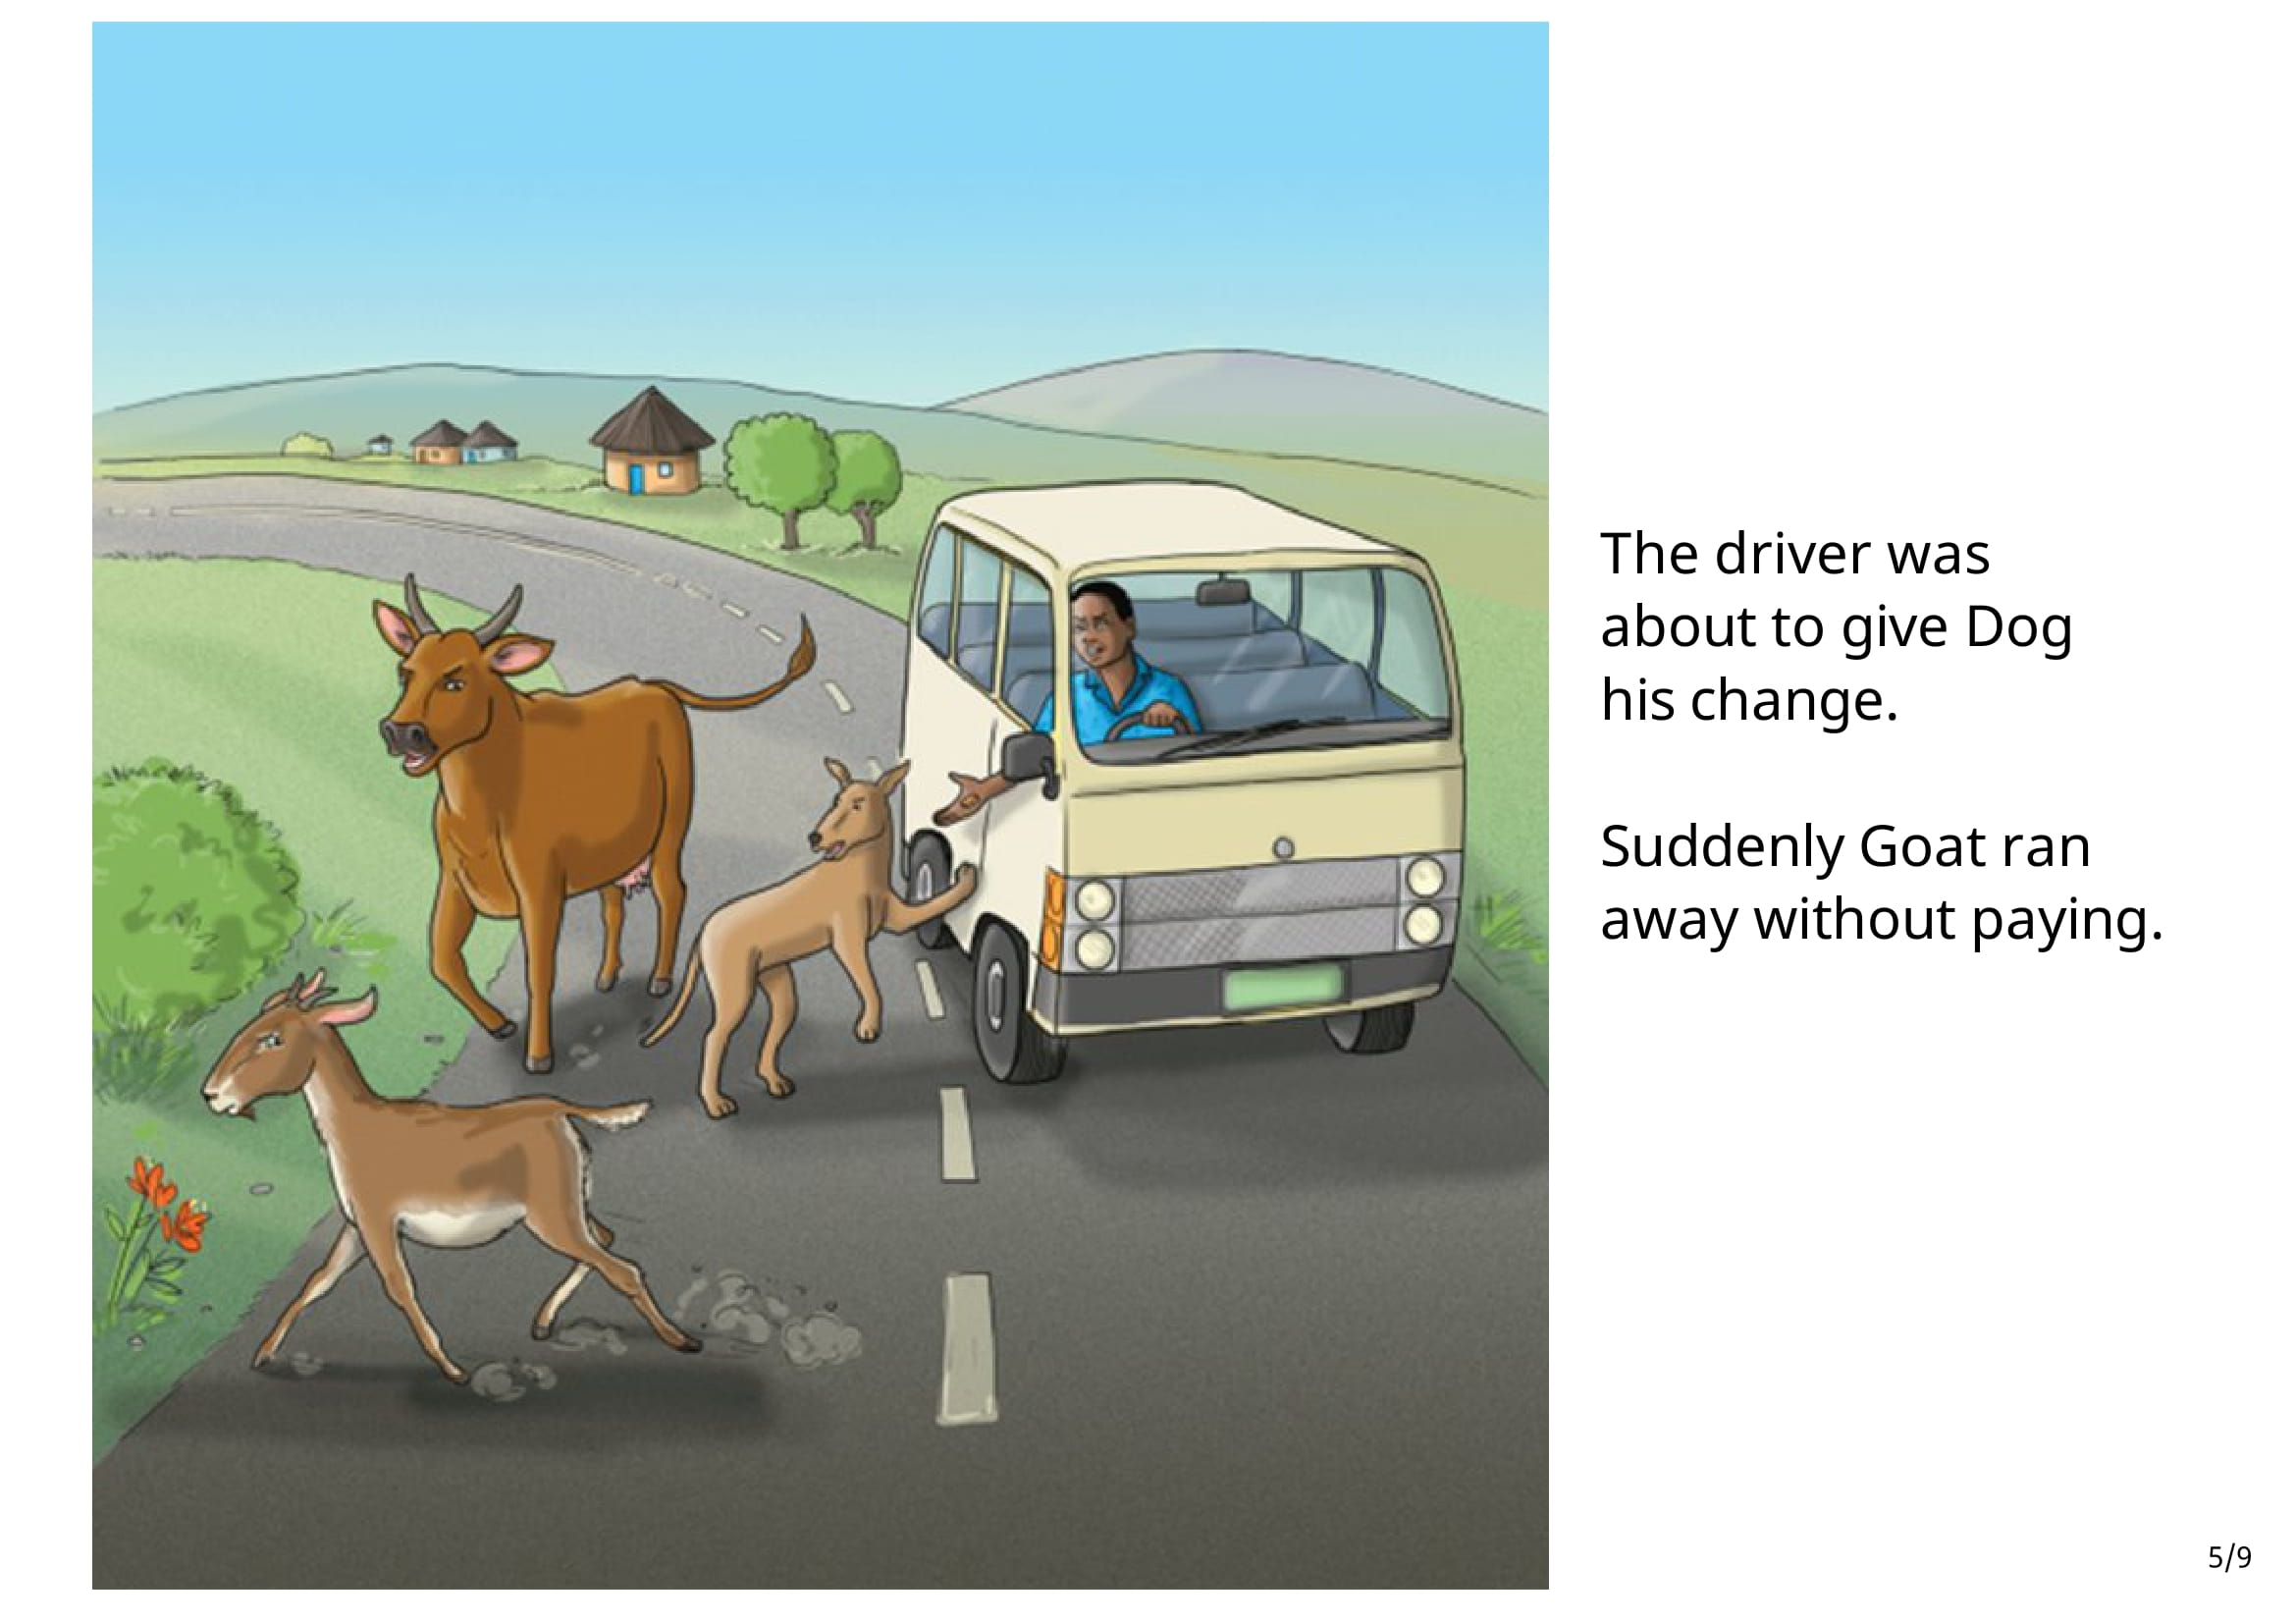 The driver was
about to give Dog
his change.
Suddenly Goat ran
away without paying.
5/9